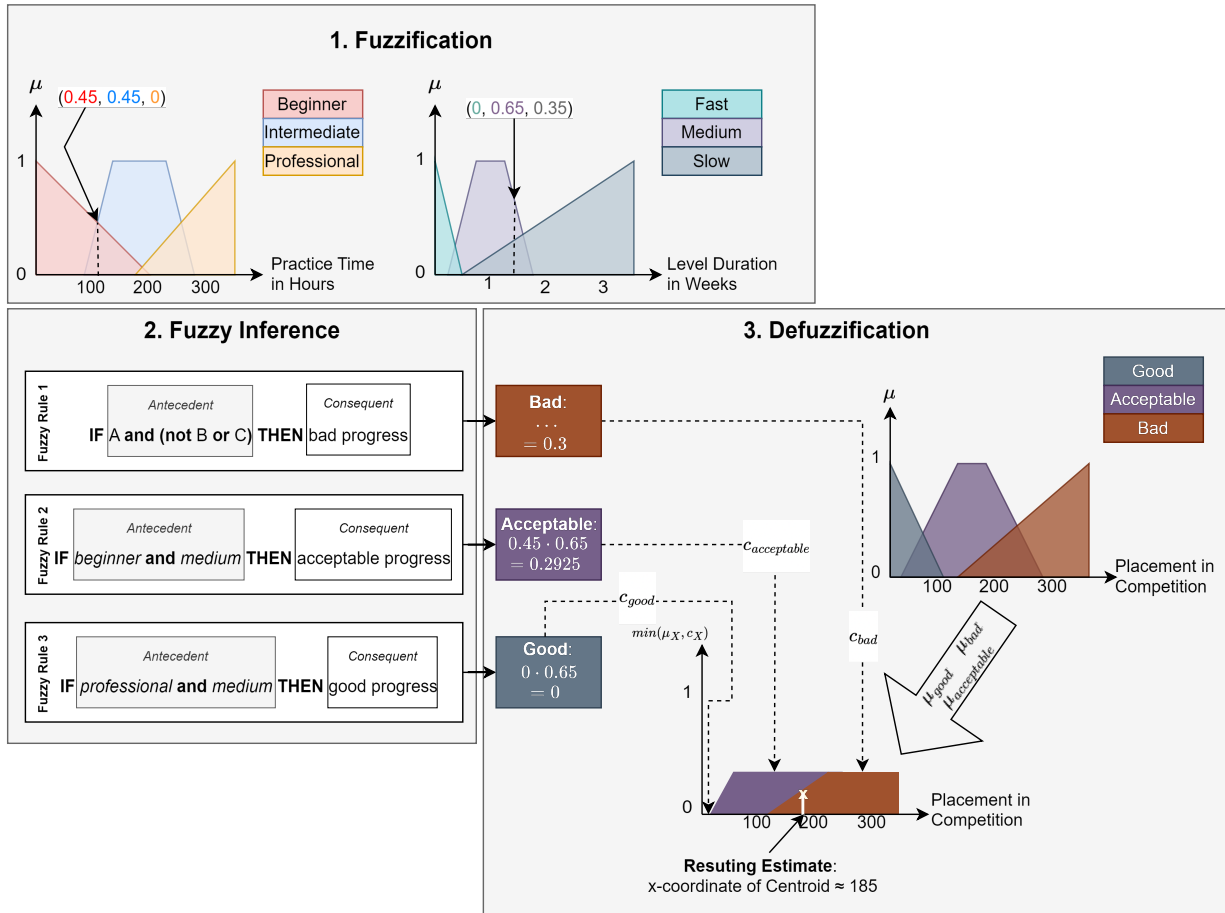 1. Fuzzification
μ
(0.45, 0.45, 0)
1
0
100 200 300
Practice Time
in Hours
Beginner
Intermediate
Professional
μ
(0, 0.65, 0.35)
1
0
1 2 3
Level Duration
in Weeks
Fast
Medium
Slow
2. Fuzzy Inference
Fuzzy Rule 1
Antecedent
Consequent
IF A and (not B or C) THEN bad progress
Fuzzy Rule 2
Antecedent
Consequent
IF beginner and medium THEN acceptable progress
Fuzzy Rule 3
Antecedent
Consequent
IF professional and medium THEN good progress
3. Defuzzification
Bad:
...
= 0.3
Acceptable:
0.45 · 0.65
= 0.2925
Good:
0 · 0.65
= 0
c_acceptable
c_good
c_bad
Good
Acceptable
Bad
μ
1
0
100 200 300
Placement in
Competition
μ_good μ_bad
μ_acceptable
min(μ_X, c_X)
1
0
x
100 200 300
Placement in
Competition
Resuting Estimate:
x-coordinate of Centroid ≈ 185